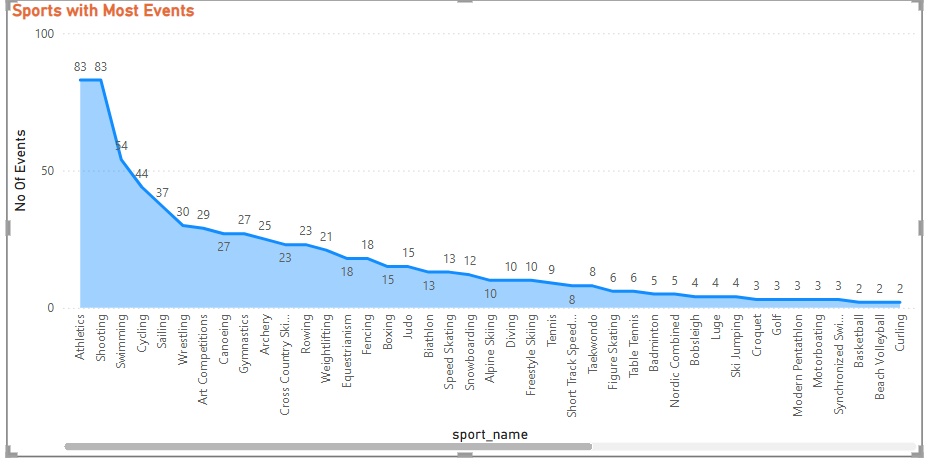 Sports with Most Events
100
50
0
No Of Events
83
83
54
44
37
30
29
27
27
25
23
23
21
18
18
15
15
13
13
12
10
10
10
9
8
8
6
6
5
5
4
4
4
3
3
3
3
3
2
2
2
Athletics
Shooting
Swimming
Cycling
Sailing
Wrestling
Art Competitions
Canoeing
Gymnastics
Archery
Cross Country Ski...
Rowing
Weightlifting
Equestrianism
Fencing
Boxing
Judo
Biathlon
Speed Skating
Snowboarding
Alpine Skiing
Diving
Freestyle Skiing
Tennis
Short Track Speed...
Taekwondo
Figure Skating
Table Tennis
Badminton
Nordic Combined
Bobsleigh
Luge
Ski Jumping
Croquet
Golf
Modern Pentathlon
Motorboating
Synchronized Swi...
Basketball
Beach Volleyball
Curling
sport_name